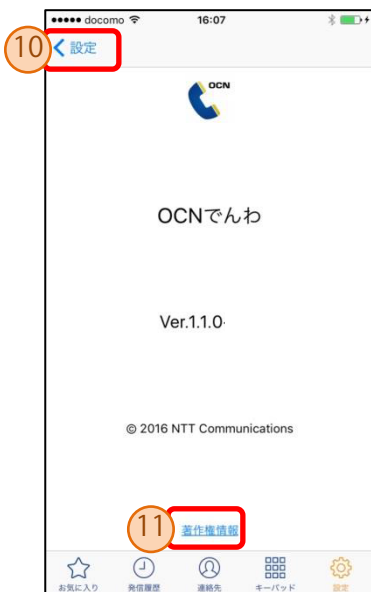 docomo 16:07
10 設定
OCN
OCNでんわ
Ver.1.1.0
© 2016 NTT Communications
11 著作権情報
お気に入り 発信履歴 連絡先 キーパッド 設定